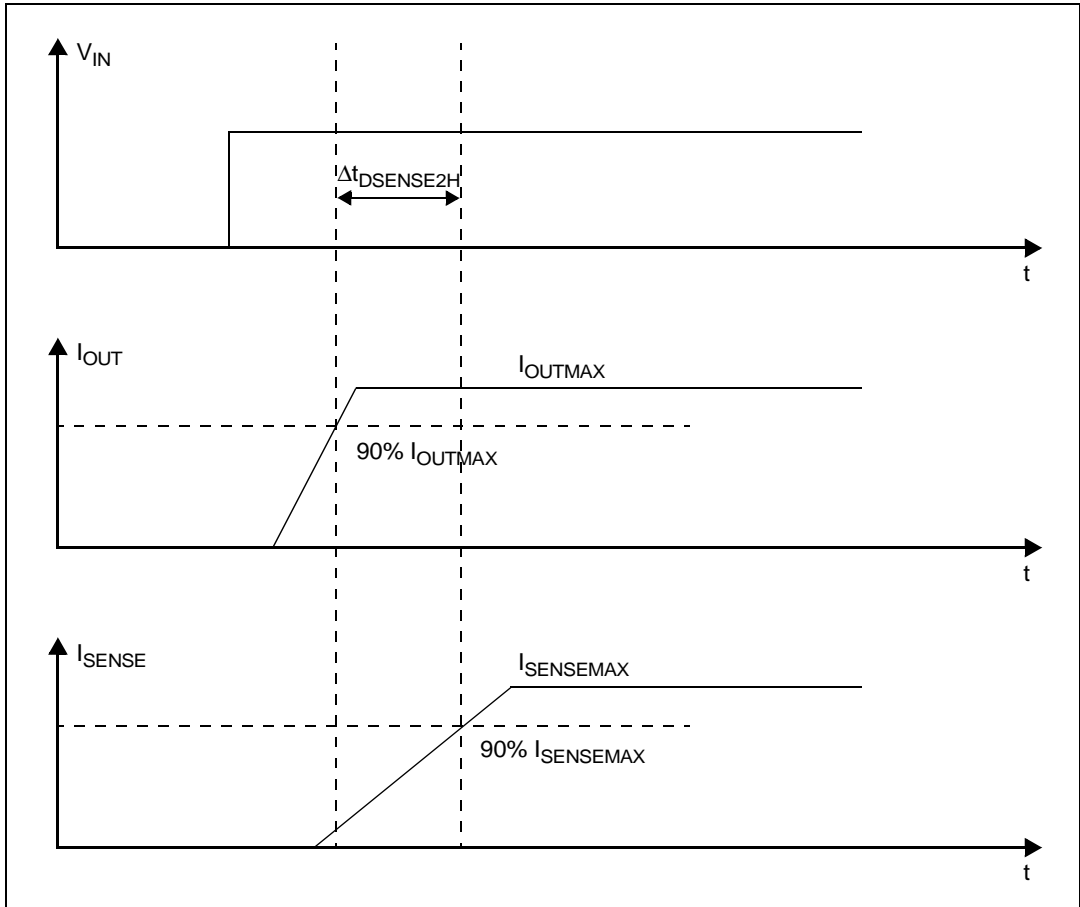 V_IN
Δt_DSENSE2H
t
I_OUT
I_OUTMAX
90% I_OUTMAX
t
I_SENSE
I_SENSEMAX
90% I_SENSEMAX
t